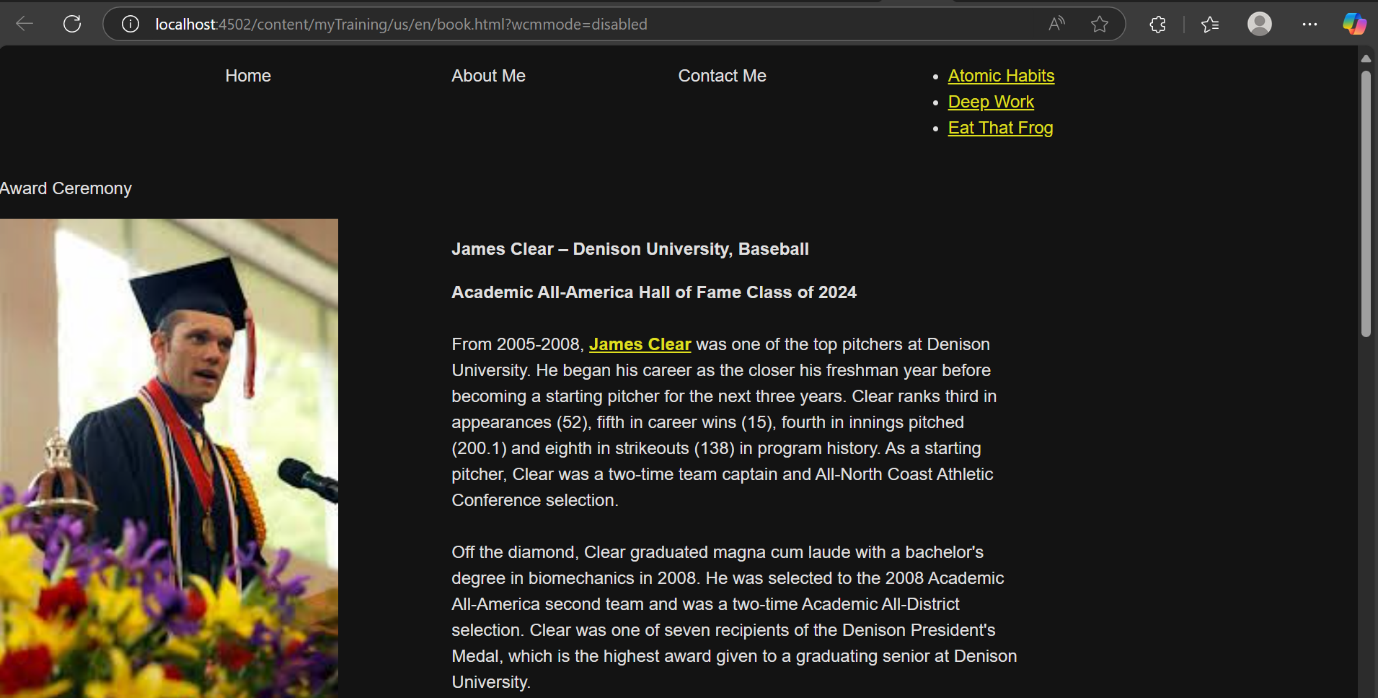 localhost:4502/content/myTraining/us/en/book.html?wcmmode=disabled
Home
About Me
Contact Me
Atomic Habits
Deep Work
Eat That Frog
Award Ceremony
James Clear – Denison University, Baseball
Academic All-America Hall of Fame Class of 2024
From 2005-2008, James Clear was one of the top pitchers at Denison
University. He began his career as the closer his freshman year before
becoming a starting pitcher for the next three years. Clear ranks third in
appearances (52), fifth in career wins (15), fourth in innings pitched
(200.1) and eighth in strikeouts (138) in program history. As a starting
pitcher, Clear was a two-time team captain and All-North Coast Athletic
Conference selection.
Off the diamond, Clear graduated magna cum laude with a bachelor's
degree in biomechanics in 2008. He was selected to the 2008 Academic
All-America second team and was a two-time Academic All-District
selection. Clear was one of seven recipients of the Denison President's
Medal, which is the highest award given to a graduating senior at Denison
University.